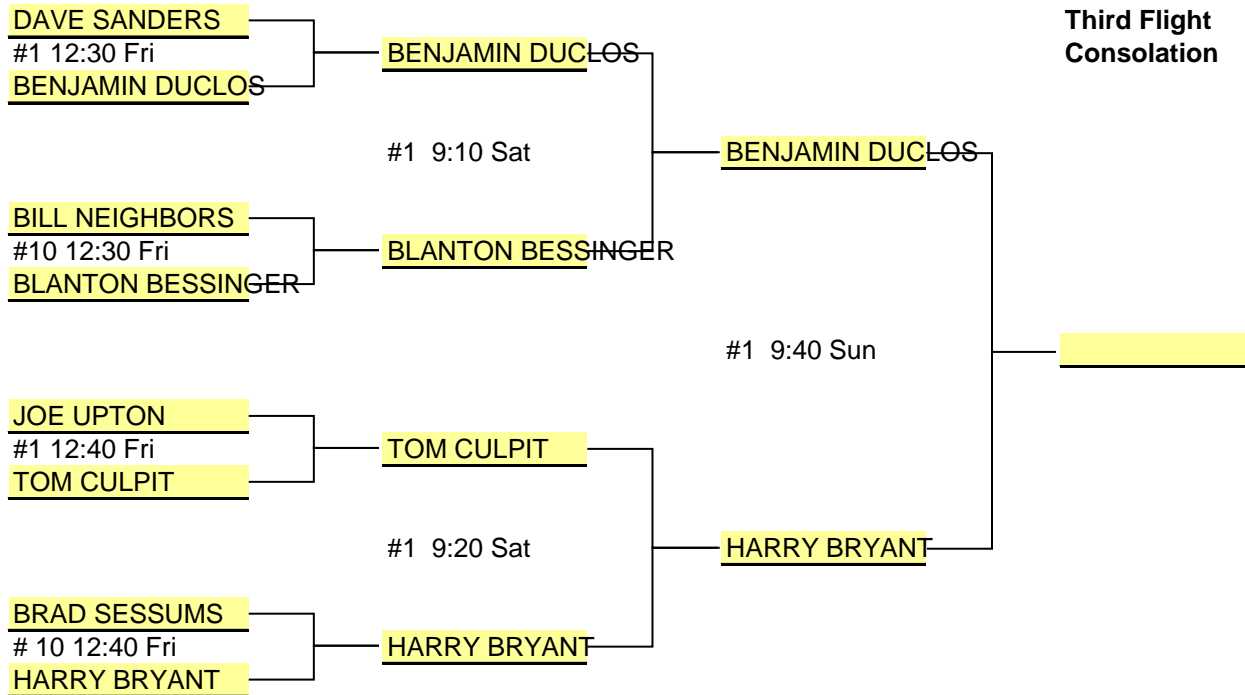 DAVE SANDERS
#1 12:30 Fri
BENJAMIN DUCLOS
BILL NEIGHBORS
#10 12:30 Fri
BLANTON BESSINGER
JOE UPTON
#1 12:40 Fri
TOM CULPIT
BRAD SESSUMS
# 10 12:40 Fri
HARRY BRYANT
BENJAMIN DUCLOS
#1 9:10 Sat
BLANTON BESSINGER
TOM CULPIT
#1 9:20 Sat
HARRY BRYANT
BENJAMIN DUCLOS
#1 9:40 Sun
HARRY BRYANT
Third Flight
Consolation